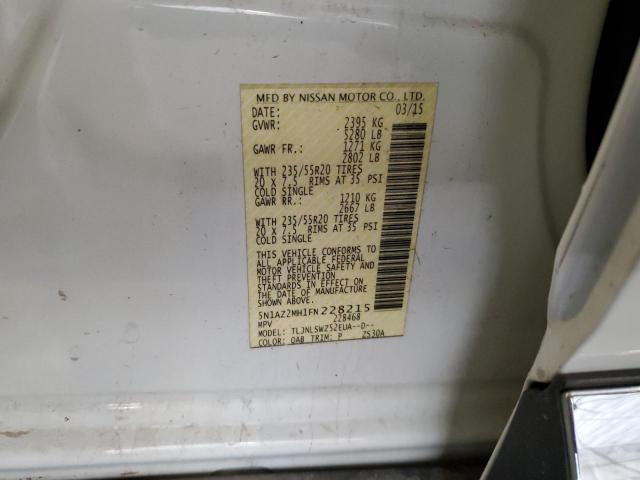 MFD BY NISSAN MOTOR CO., LTD.
DATE: 03/15
GVWR: 2395 KG
5280 LB
GAWR FR.: 1271 KG
2802 LB
WITH 235/55R20 TIRES
20 X 7.5 RIMS AT 35 PSI
COLD SINGLE
GAWR RR.: 1210 KG
2667 LB
WITH 235/55R20 TIRES
20 X 7.5 RIMS AT 35 PSI
COLD SINGLE
THIS VEHICLE CONFORMS TO
ALL APPLICABLE FEDERAL
MOTOR VEHICLE SAFETY AND
THEFT PREVENTION
STANDARDS IN EFFECT ON
THE DATE OF MANUFACTURE
SHOWN ABOVE.
5N1AZ2MH1FN228215
MPV 228468
MODEL: TLJNLSWZ52EUA--D--
COLOR: QAB TRIM: P ZS30A